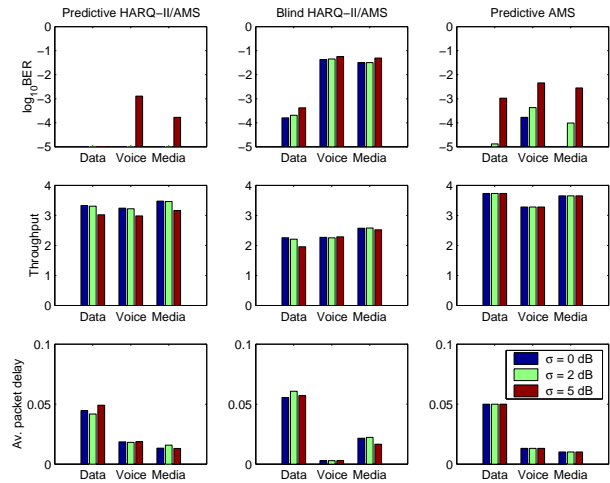 Predictive HARQ−II/AMS
Blind HARQ−II/AMS
Predictive AMS
log10BER
0
−1
−2
−3
−4
−5
Data Voice Media
0
−1
−2
−3
−4
−5
Data Voice Media
0
−1
−2
−3
−4
−5
Data Voice Media
Throughput
4
3
2
1
0
Data Voice Media
4
3
2
1
0
Data Voice Media
4
3
2
1
0
Data Voice Media
Av. packet delay
0.1
0.05
0
Data Voice Media
0.1
0.05
0
Data Voice Media
0.1
0.05
0
Data Voice Media
σ = 0 dB
σ = 2 dB
σ = 5 dB